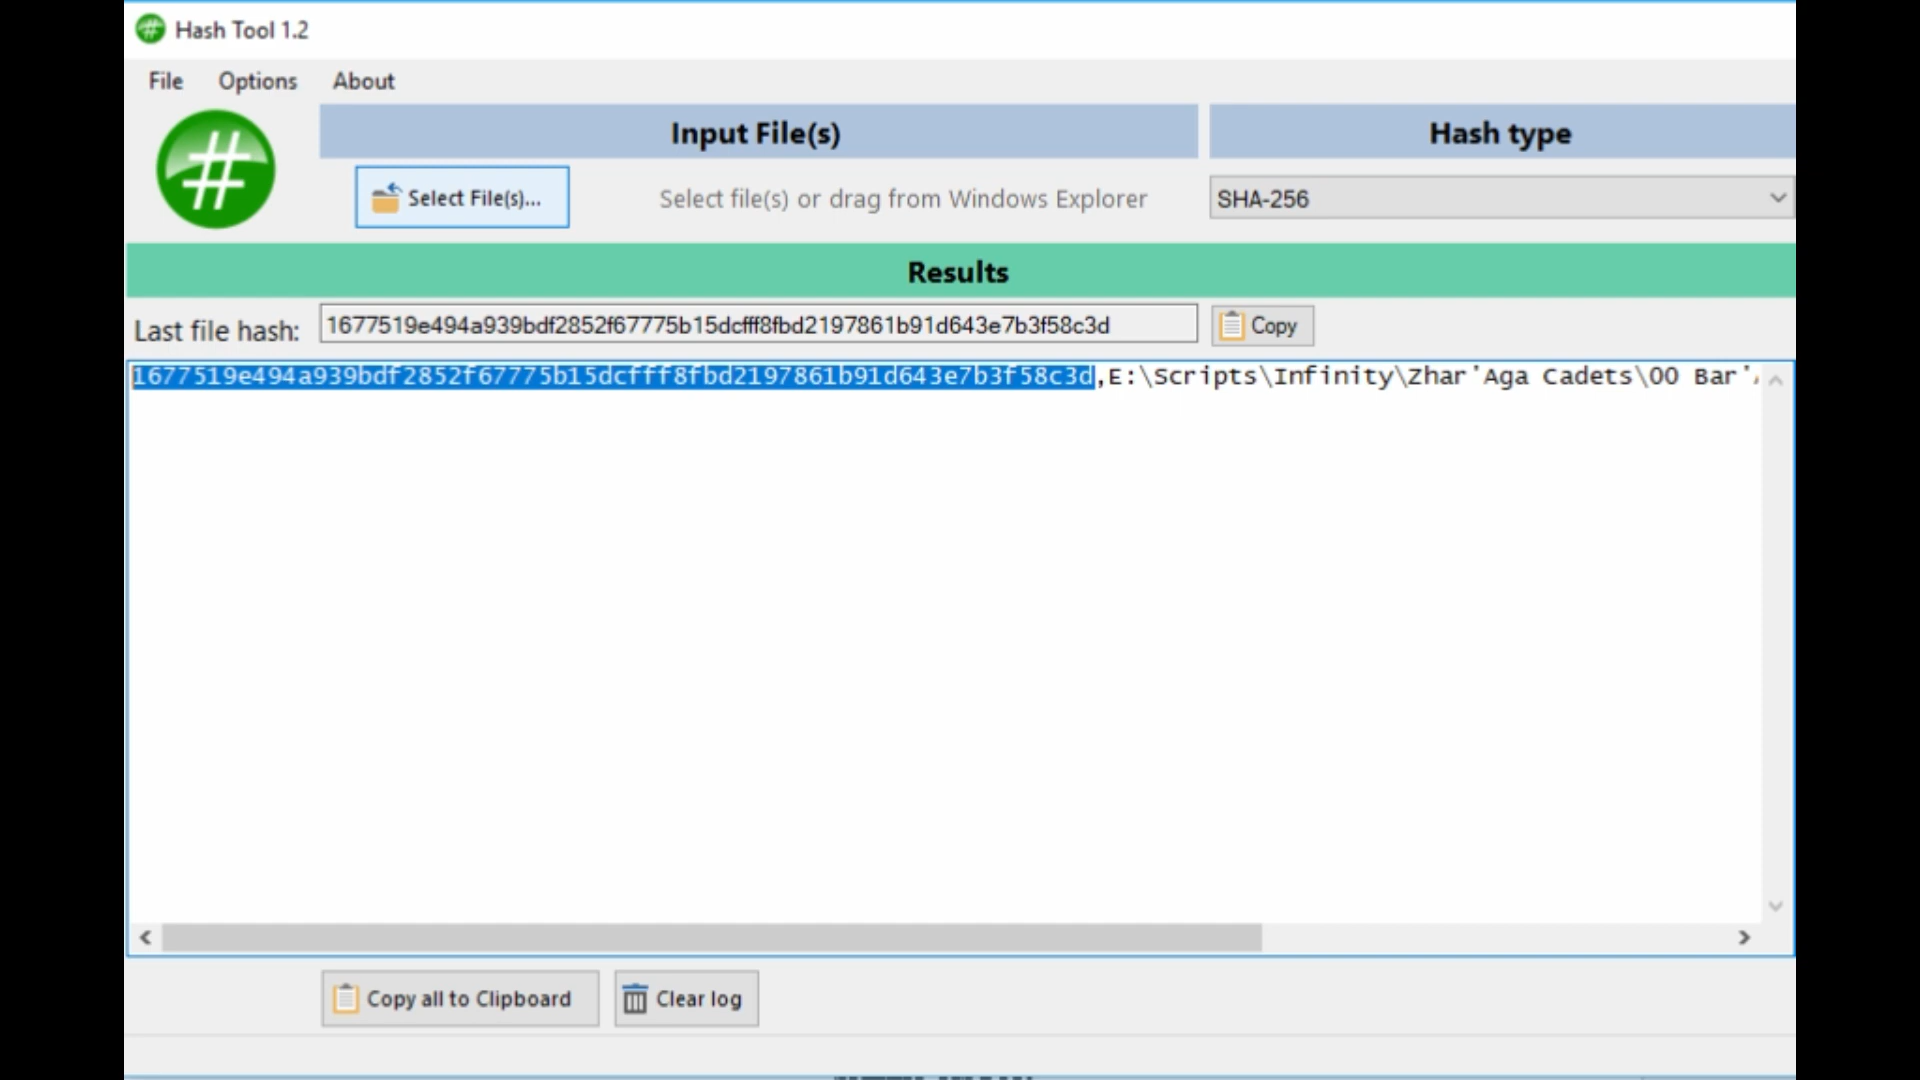 Hash Tool 1.2
File Options About
Input File(s) Hash type
Select File(s)... Select file(s) or drag from Windows Explorer SHA-256
Results
Last file hash: 1677519e494a939bdf2852f67775b15dcfff8fbd2197861b91d643e7b3f58c3d Copy
1677519e494a939bdf2852f67775b15dcfff8fbd2197861b91d643e7b3f58c3d,E:\Scripts\Infinity\Zhar'Aga Cadets\00 Bar'
Copy all to Clipboard Clear log